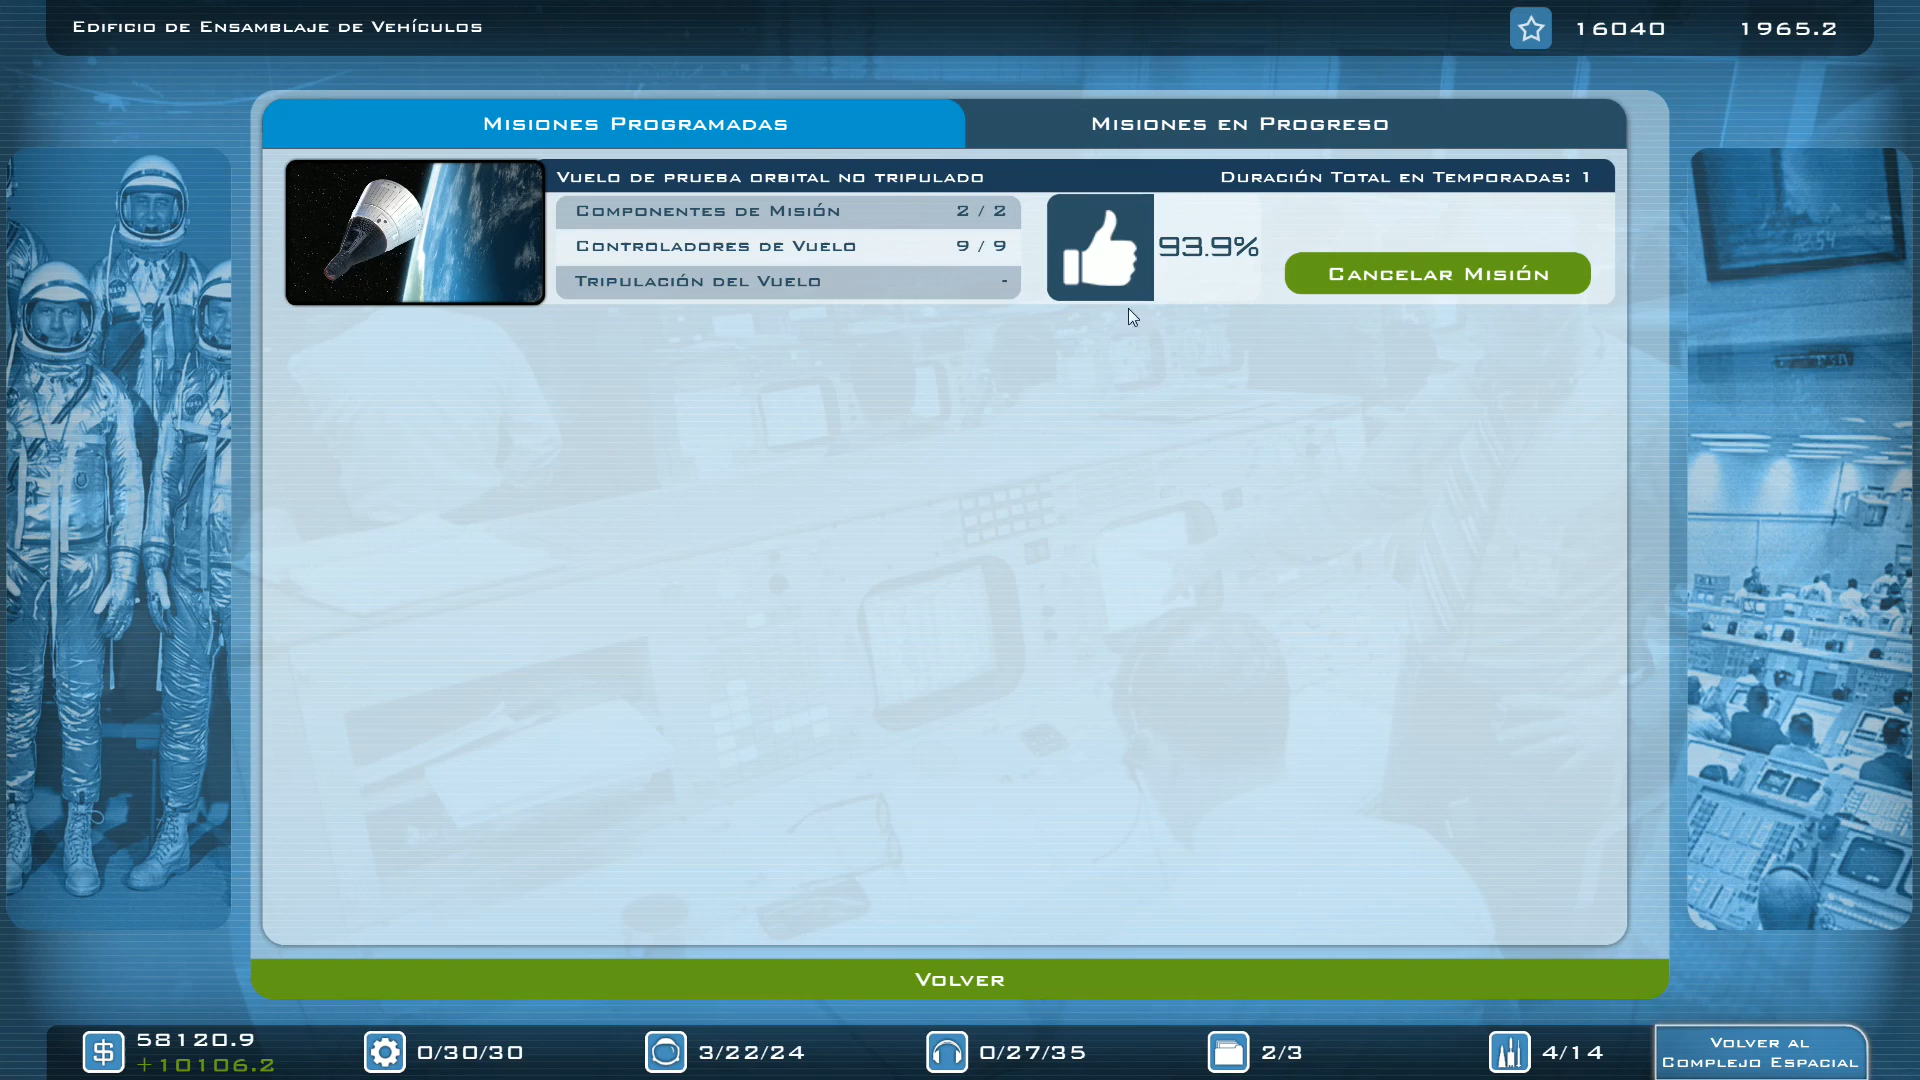 Edificio de Ensamblaje de Vehículos
16040
1965.2
Misiones Programadas
Misiones en Progreso
Vuelo de prueba orbital no tripulado
Duración Total en Temporadas: 1
Componentes de Misión 2 / 2
Controladores de Vuelo 9 / 9
Tripulación del Vuelo -
93.9%
Cancelar Misión
Volver
58120.9
+10106.2
0/30/30
3/22/24
0/27/35
2/3
4/14
Volver al
Complejo Espacial